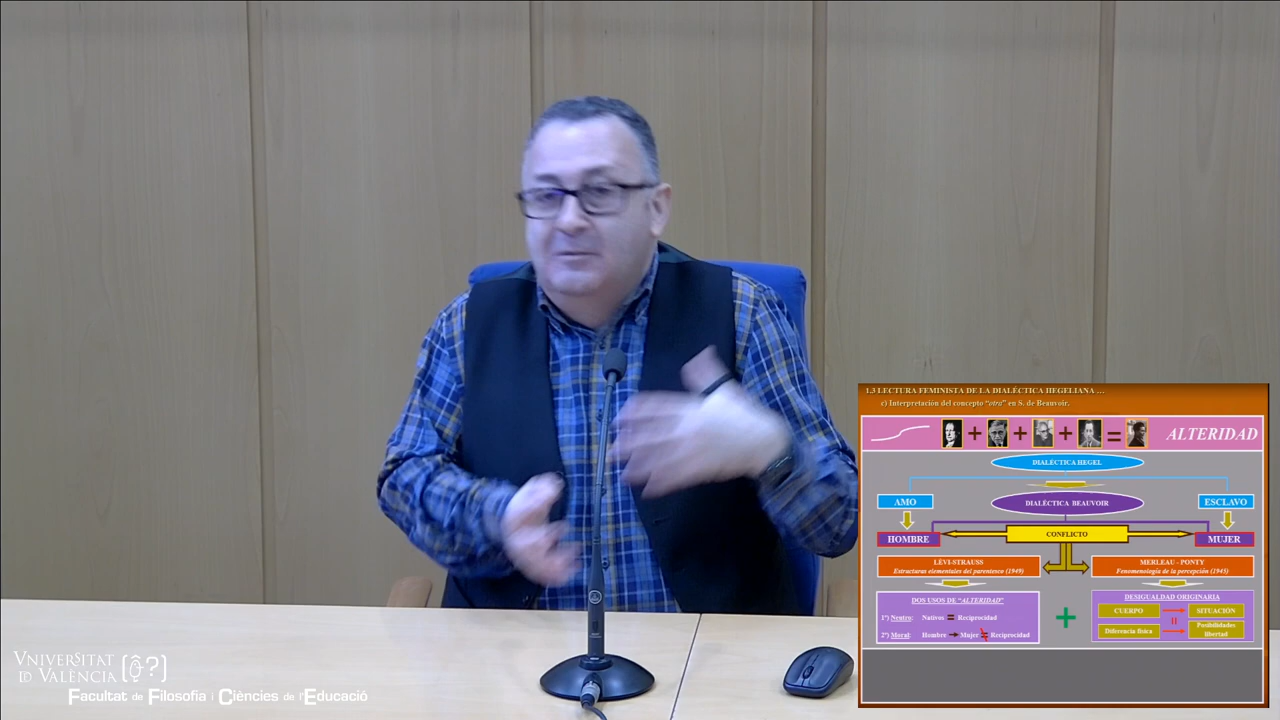 1.3 LECTURA FEMINISTA DE LA DIALÉCTICA HEGELIANA …
c) Interpretación del concepto “otra” en S. de Beauvoir.
+ + + = ALTERIDAD
DIALÉCTICA HEGEL
AMO
DIALÉCTICA BEAUVOIR
ESCLAVO
HOMBRE
CONFLICTO
MUJER
LÉVI-STRAUSS
Estructuras elementales del parentesco (1949)
MERLEAU - PONTY
Fenomenología de la percepción (1945)
DOS USOS DE “ALTERIDAD”
1º) Neutro: Nativos = Reciprocidad
2º) Moral: Hombre Mujer Reciprocidad
+
DESIGUALDAD ORIGINARIA
CUERPO
SITUACIÓN
Diferencia física
Posibilidades
libertad
VNIVERSITAT
ID VALÈNCIA
Facultat de Filosofia i Ciències de l'Educació